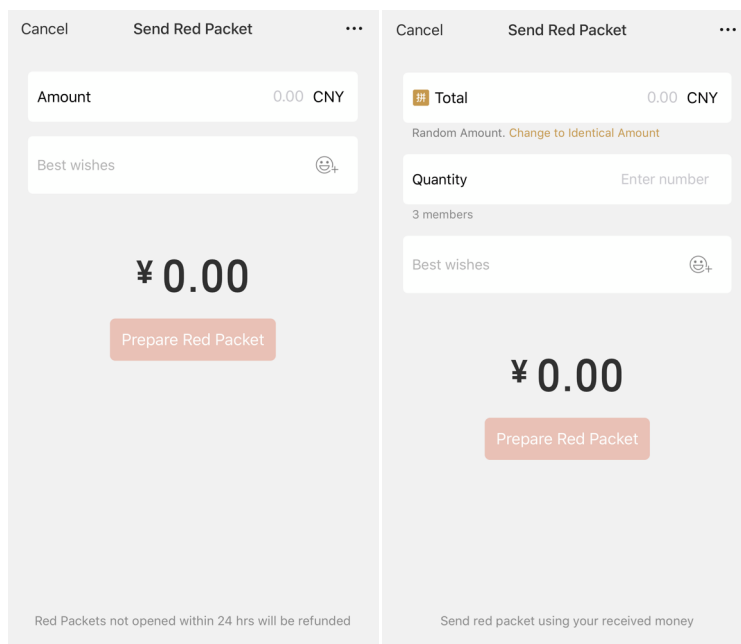 Cancel Send Red Packet
Amount 0.00 CNY
Best wishes
¥ 0.00
Prepare Red Packet
Red Packets not opened within 24 hrs will be refunded
Cancel Send Red Packet
拼 Total 0.00 CNY
Random Amount. Change to Identical Amount
Quantity Enter number
3 members
Best wishes
¥ 0.00
Prepare Red Packet
Send red packet using your received money